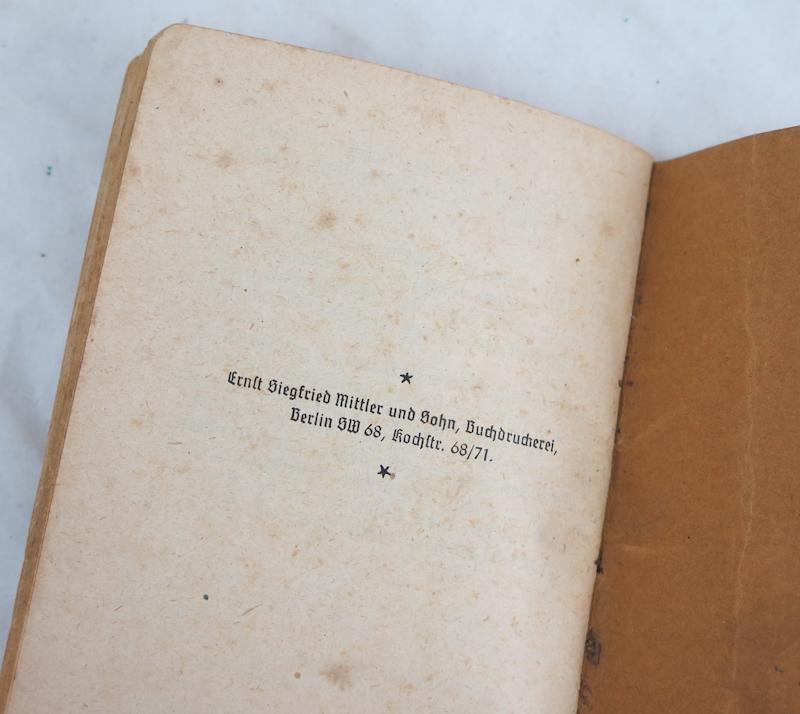 Ernst Siegfried Mittler und Sohn, Buchdruckerei,
Berlin SW 68, Kochstr. 68/71.